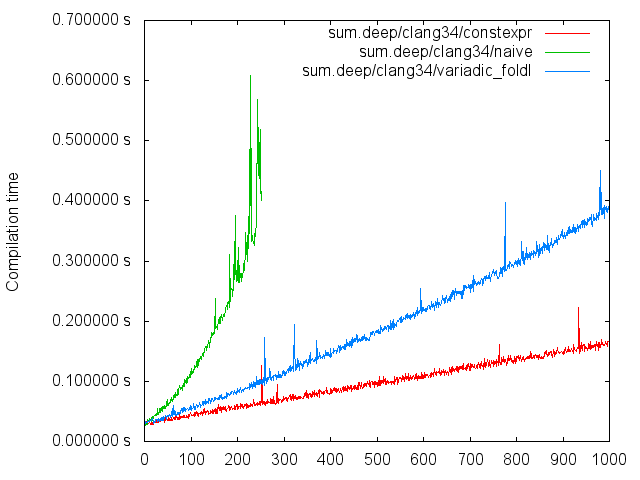 0.700000 s
sum.deep/clang34/constexpr
sum.deep/clang34/naive
sum.deep/clang34/variadic_foldl
0.600000 s
0.500000 s
0.400000 s
0.300000 s
0.200000 s
0.100000 s
0.000000 s
Compilation time
0 100 200 300 400 500 600 700 800 900 1000